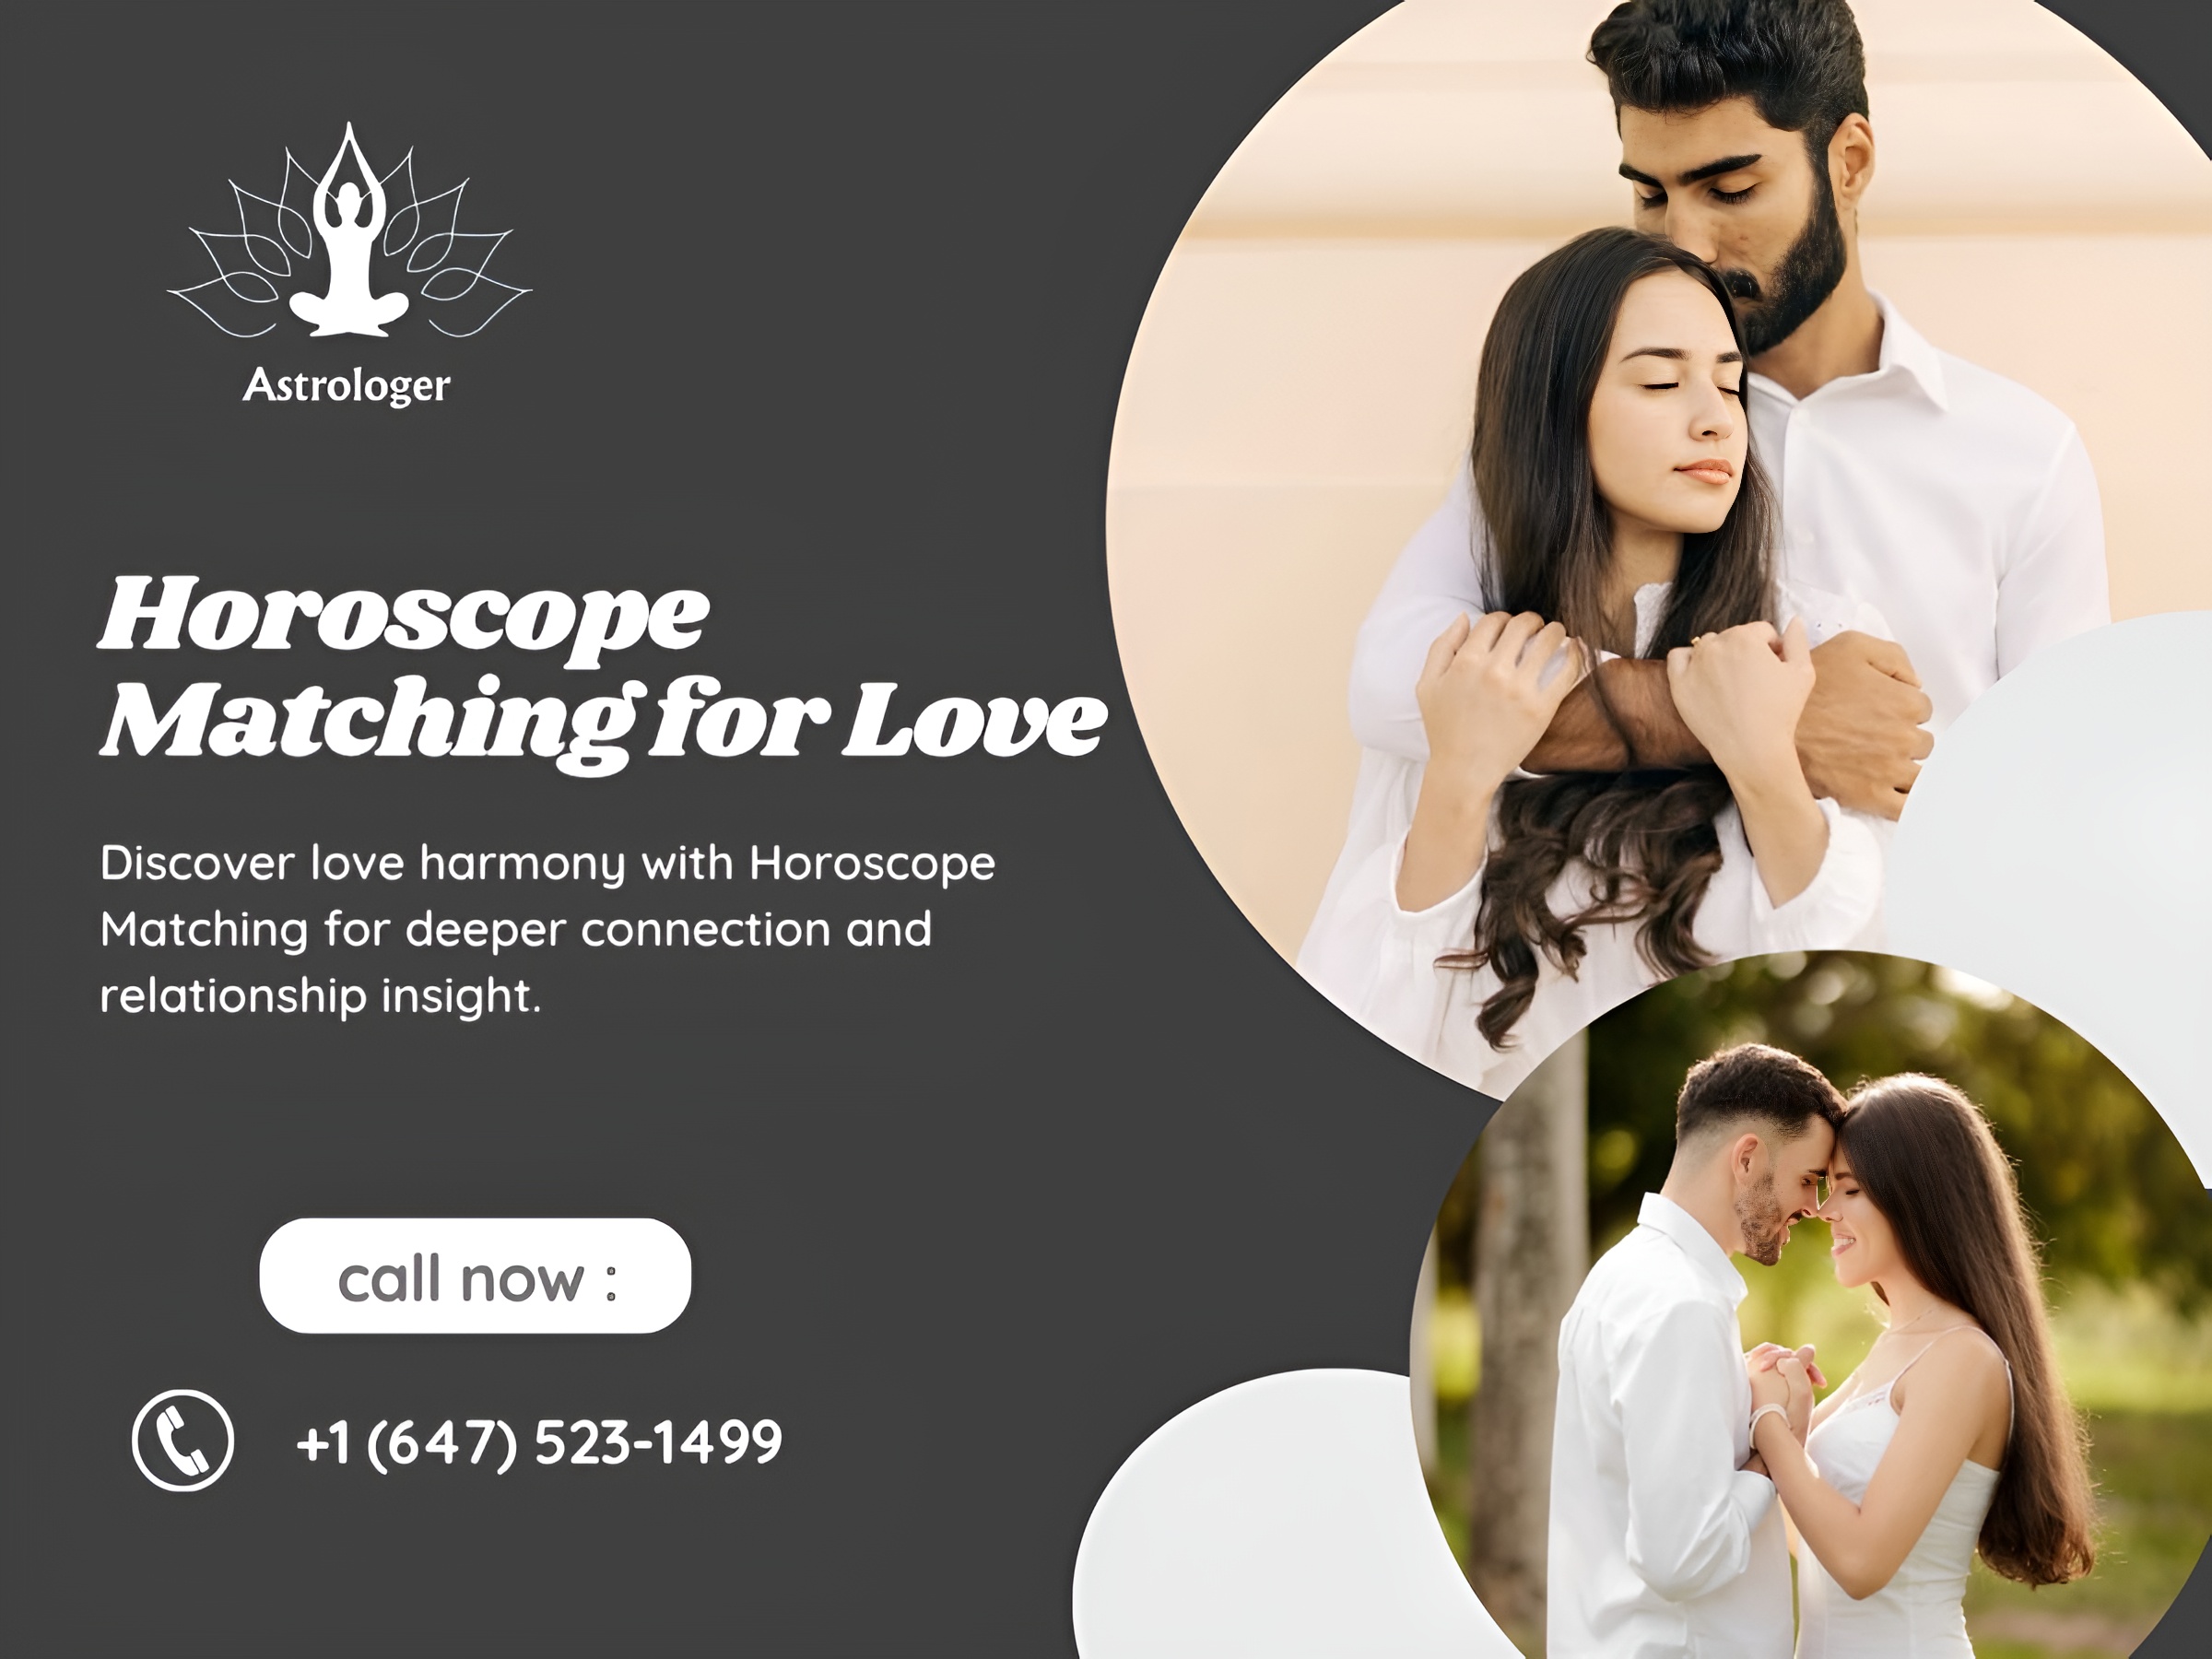 Astrologer
Horoscope
Matching for Love
Discover love harmony with Horoscope
Matching for deeper connection and
relationship insight.
call now :
+1 (647) 523-1499